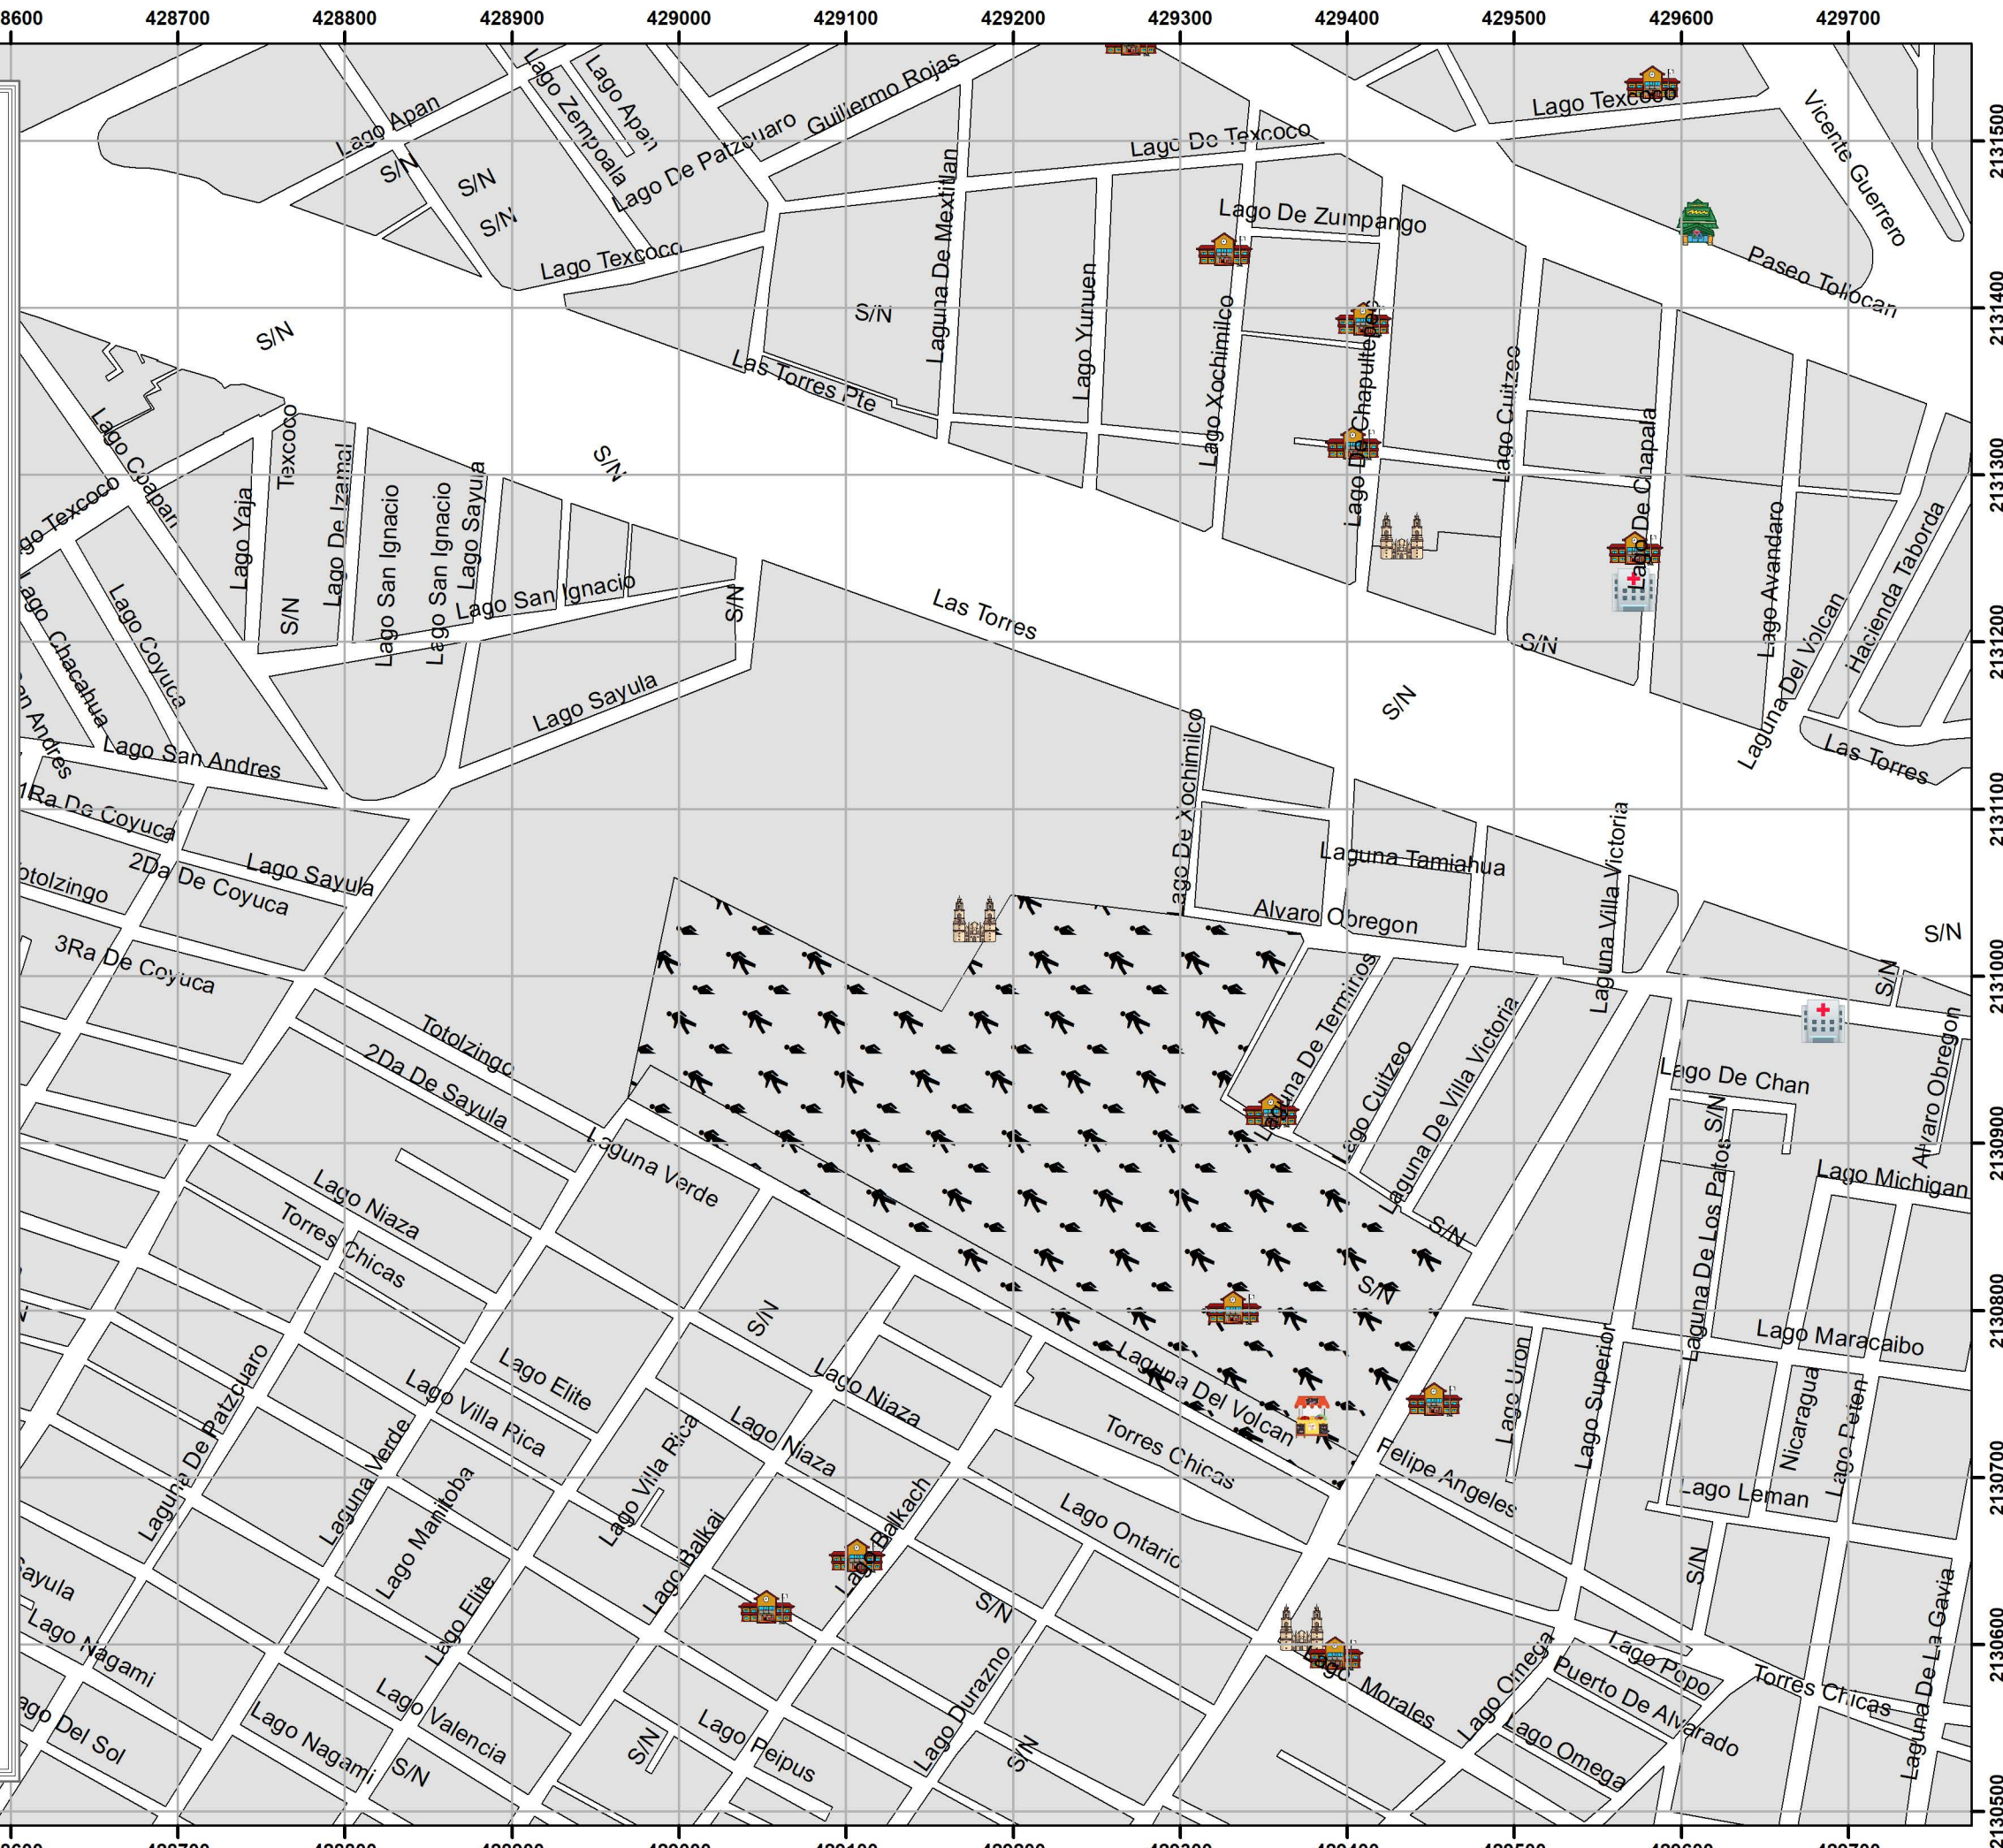 428700 428800 428900 429000 429100 429200 429300 429400 429500 429600 429700
Lago Zempoala
Lago Apan
Guillermo Rojas
Lago Apan
Lago Texcoco
Vicente Guerrero
2131500
S/N
S/N
S/N
Lago De Patzcuaro
Lago De Texcoco
Lago De Zumpango
Lago Texcoco
Laguna De Mextitlan
Paseo Tollocan
2131400
S/N
S/N
Lago Yunuen
Las Torres Pte
Lago Xochimilco
Lago De Chapultepec
Lago Cuitzeo
Lago De Chapala
Lago Coapan
Texcoco
S/N
2131300
Lago Yaja
Lago De Izamal
Lago San Ignacio
Lago San Ignacio
Lago Sayula
Lago Avandaro
Hacienda Taborda
Lago San Ignacio
S/N
S/N
Las Torres
Lago Chacahua
Lago Coyuca
S/N
2131200
Laguna Del Volcan
Lago Sayula
S/N
Lago San Andres
Las Torres
1Ra De Coyuca
2131100
Lago De Xochimilco
Laguna Tamiahua
Laguna Villa Victoria
2Da De Coyuca
Lago Sayula
Alvaro Obregon
S/N
3Ra De Coyuca
2131000
S/N
Laguna De Terminos
Totolzingo
2Da De Sayula
Lago Cuitzeo
Laguna De Villa Victoria
Lago De Chan
Alvaro Obregon
S/N
2130900
Laguna Verde
Lago Michigan
Lago Niaza
Torres Chicas
S/N
Laguna De Los Patos
S/N
S/N
2130800
Lago Maracaibo
Laguna De Patzcuaro
Lago Elite
Lago Villa Rica
Lago Niaza
Laguna Del Volcan
Lago Uron
Lago Superior
Nicaragua
Lago Peten
Laguna Verde
Lago Villa Rica
Lago Niaza
Torres Chicas
Felipe Angeles
2130700
Lago Leman
Lago Manitoba
Lago Balkai
Lago Balkach
Lago Ontario
S/N
Lago Elite
S/N
Lago Nagami
2130600
Lago Popo
Lago Morales
Lago Omega
Puerto De Alvarado
Torres Chicas
Laguna De La Gavia
Lago Del Sol
Lago Nagami
Lago Valencia
S/N
S/N
Lago Peipus
Lago Durazno
S/N
Lago Omega
2130500